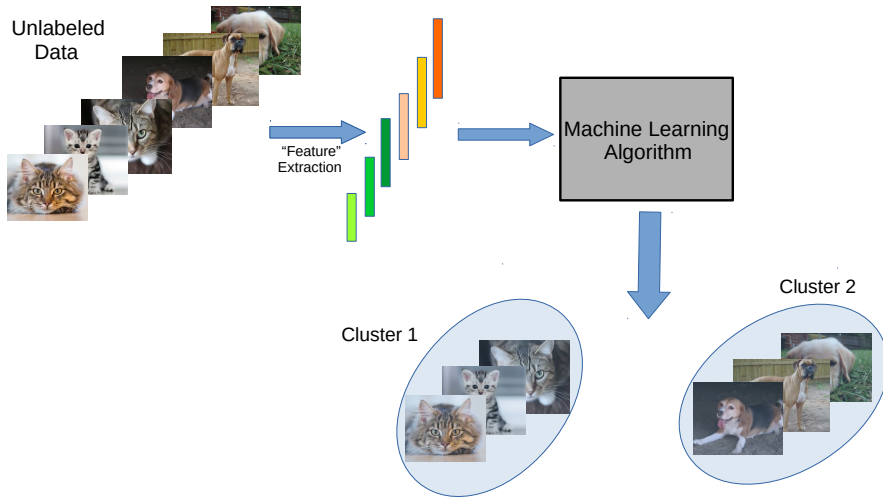 Unlabeled
Data
“Feature”
Extraction
Machine Learning
Algorithm
Cluster 1
Cluster 2